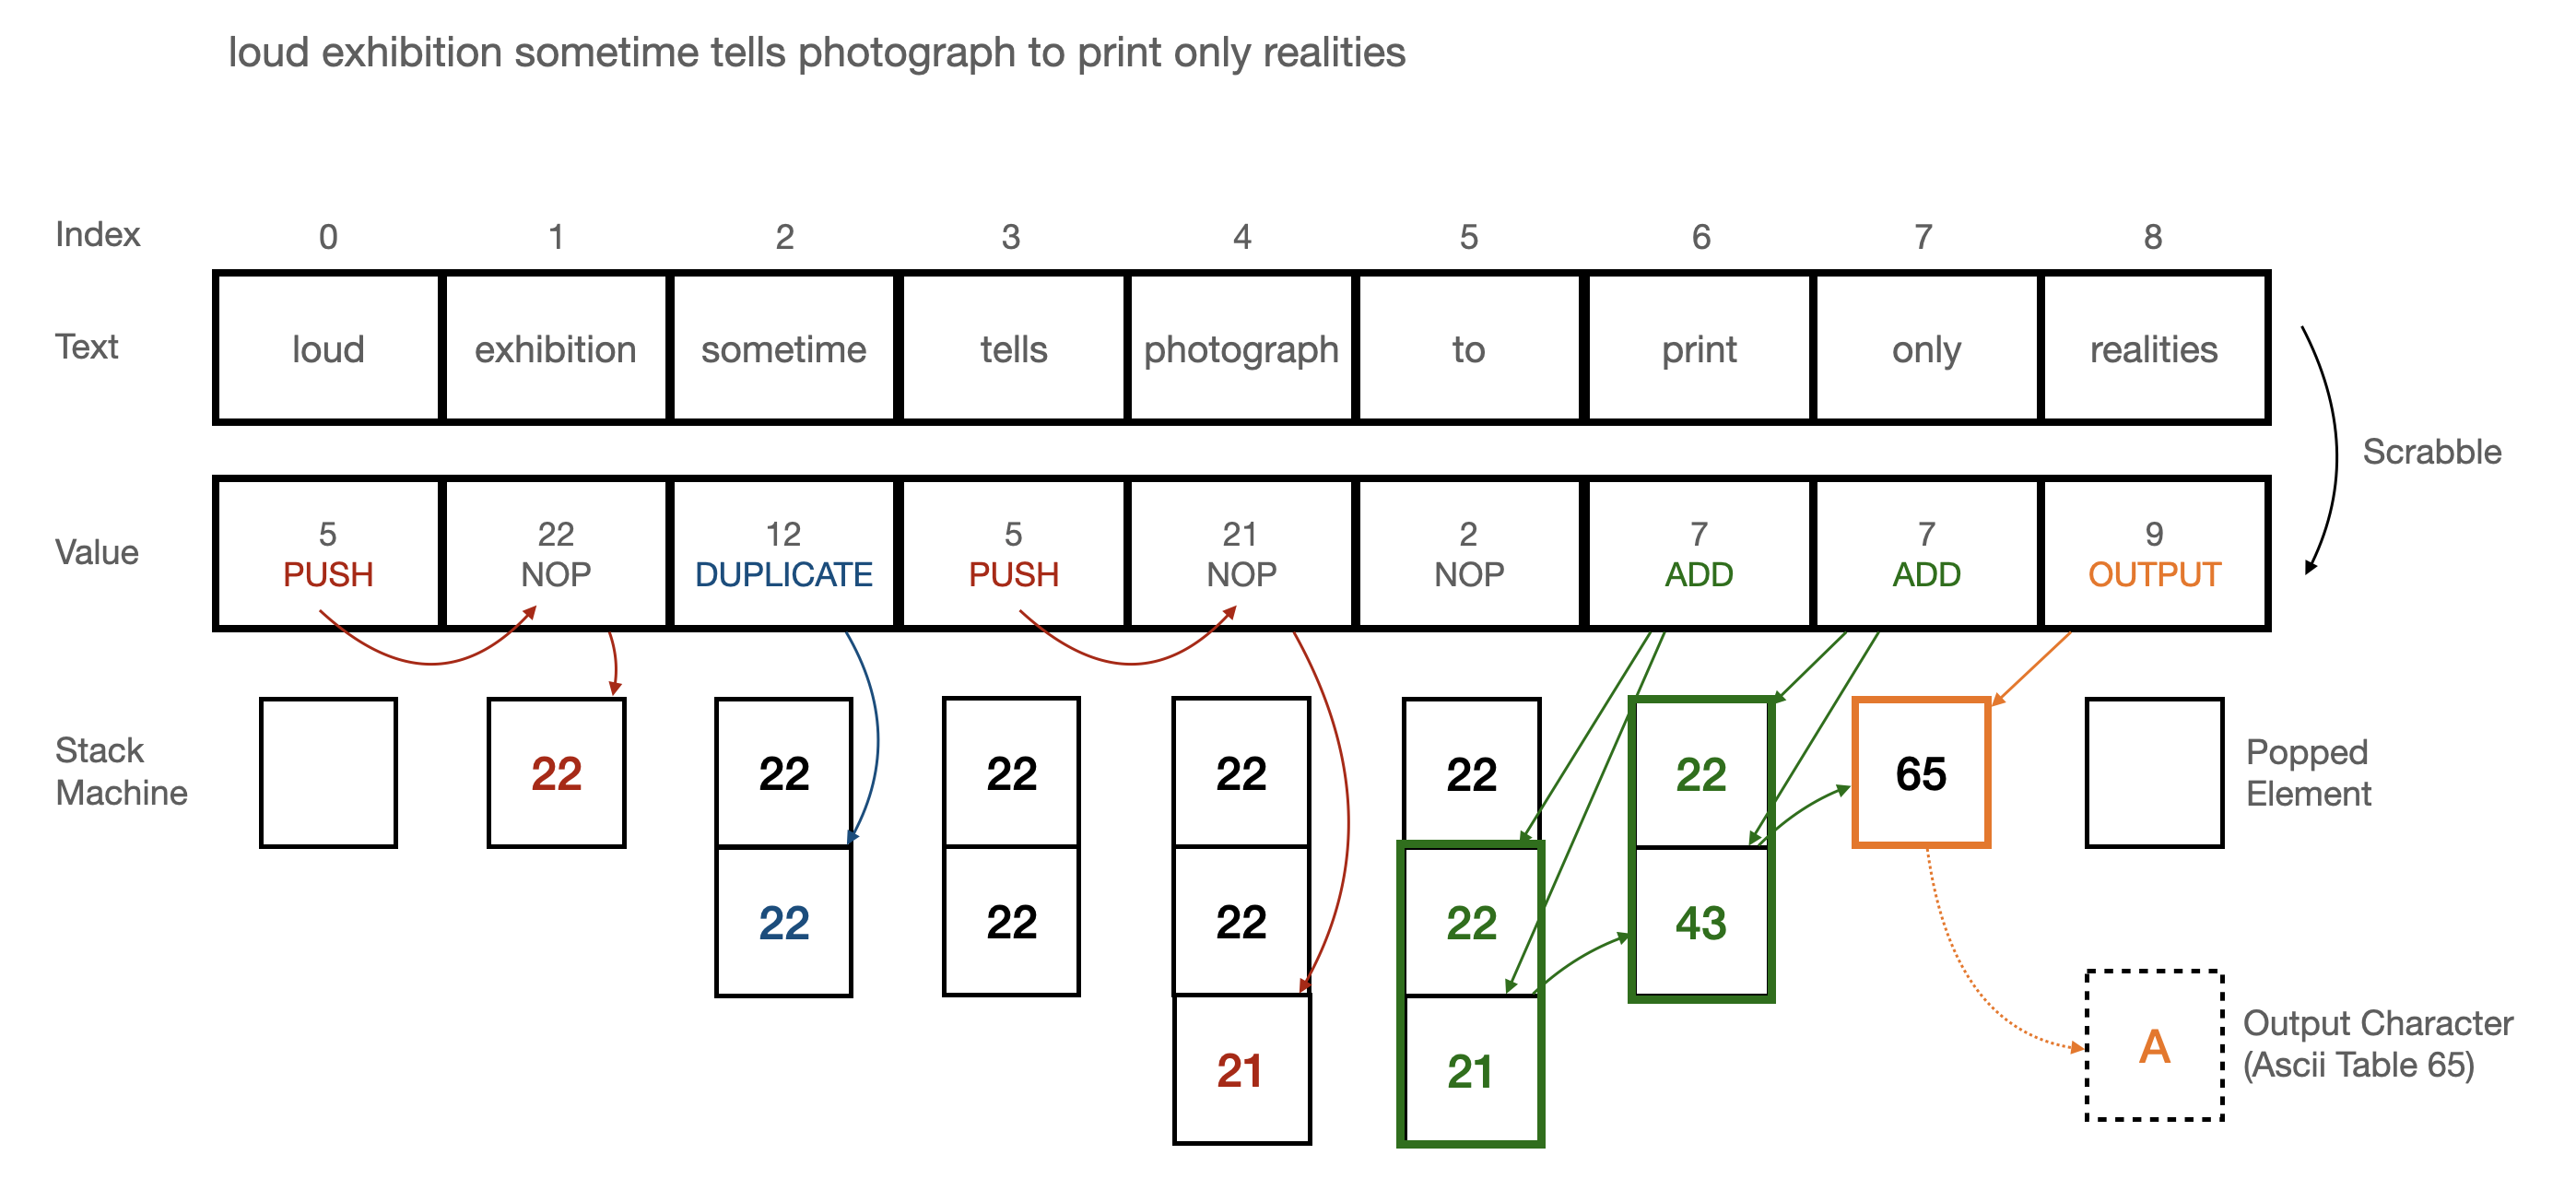 loud exhibition sometime tells photograph to print only realities
Index 0 1 2 3 4 5 6 7 8
Text loud exhibition sometime tells photograph to print only realities
Scrabble
Value 5 22 12 5 21 2 7 7 9
PUSH NOP DUPLICATE PUSH NOP NOP ADD ADD OUTPUT
Stack
Machine
22 22 22 22 22 22 65
Popped
Element
22 22 22 22 43
21 21
A
Output Character
(Ascii Table 65)